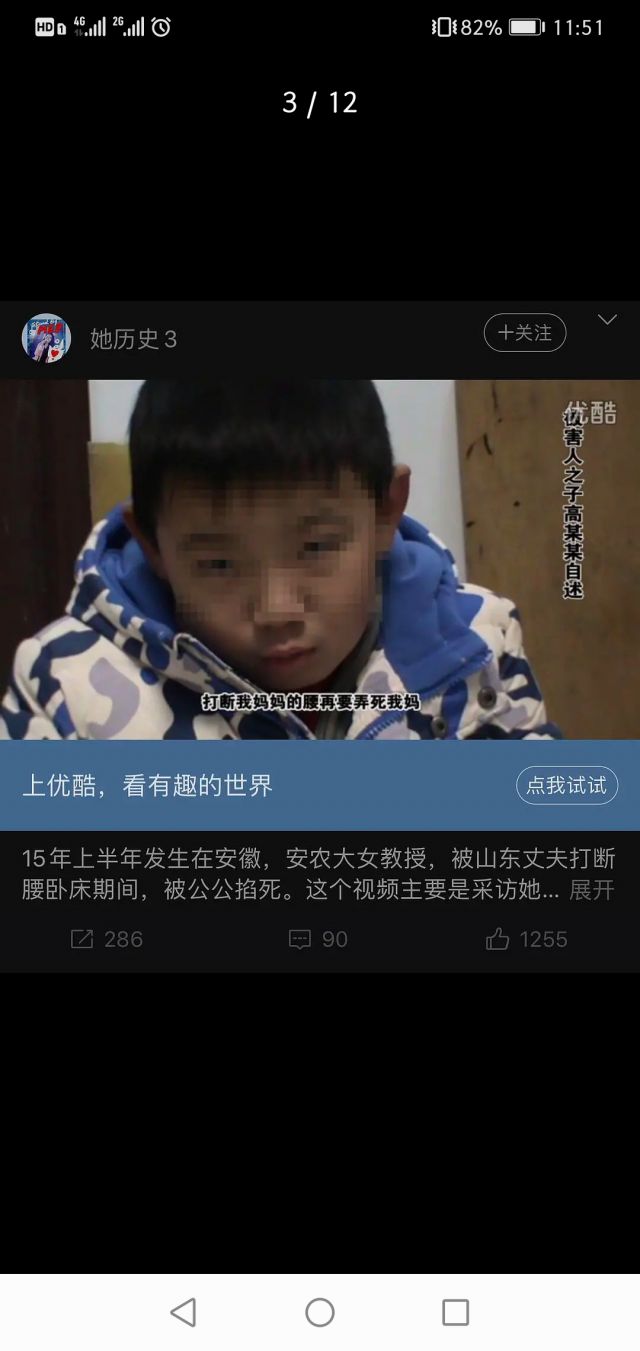 HD 1 4G 2G 82% 11:51
3 / 12
她历史3
+关注
优酷
被害人之子高某某自述
打断我妈妈的腰再要弄死我妈
上优酷，看有趣的世界
点我试试
15年上半年发生在安徽，安农大女教授，被山东丈夫打断
腰卧床期间，被公公掐死。这个视频主要是采访她... 展开
286 90 1255